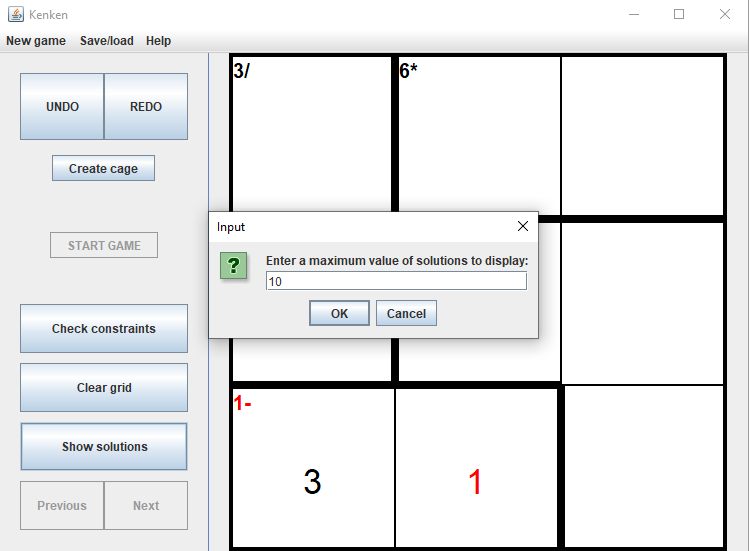 Kenken
New game Save/load Help
UNDO REDO
Create cage
START GAME
Check constraints
Clear grid
Show solutions
Previous Next
3/ 6*
Input
?
Enter a maximum value of solutions to display:
10
OK Cancel
1-
3 1